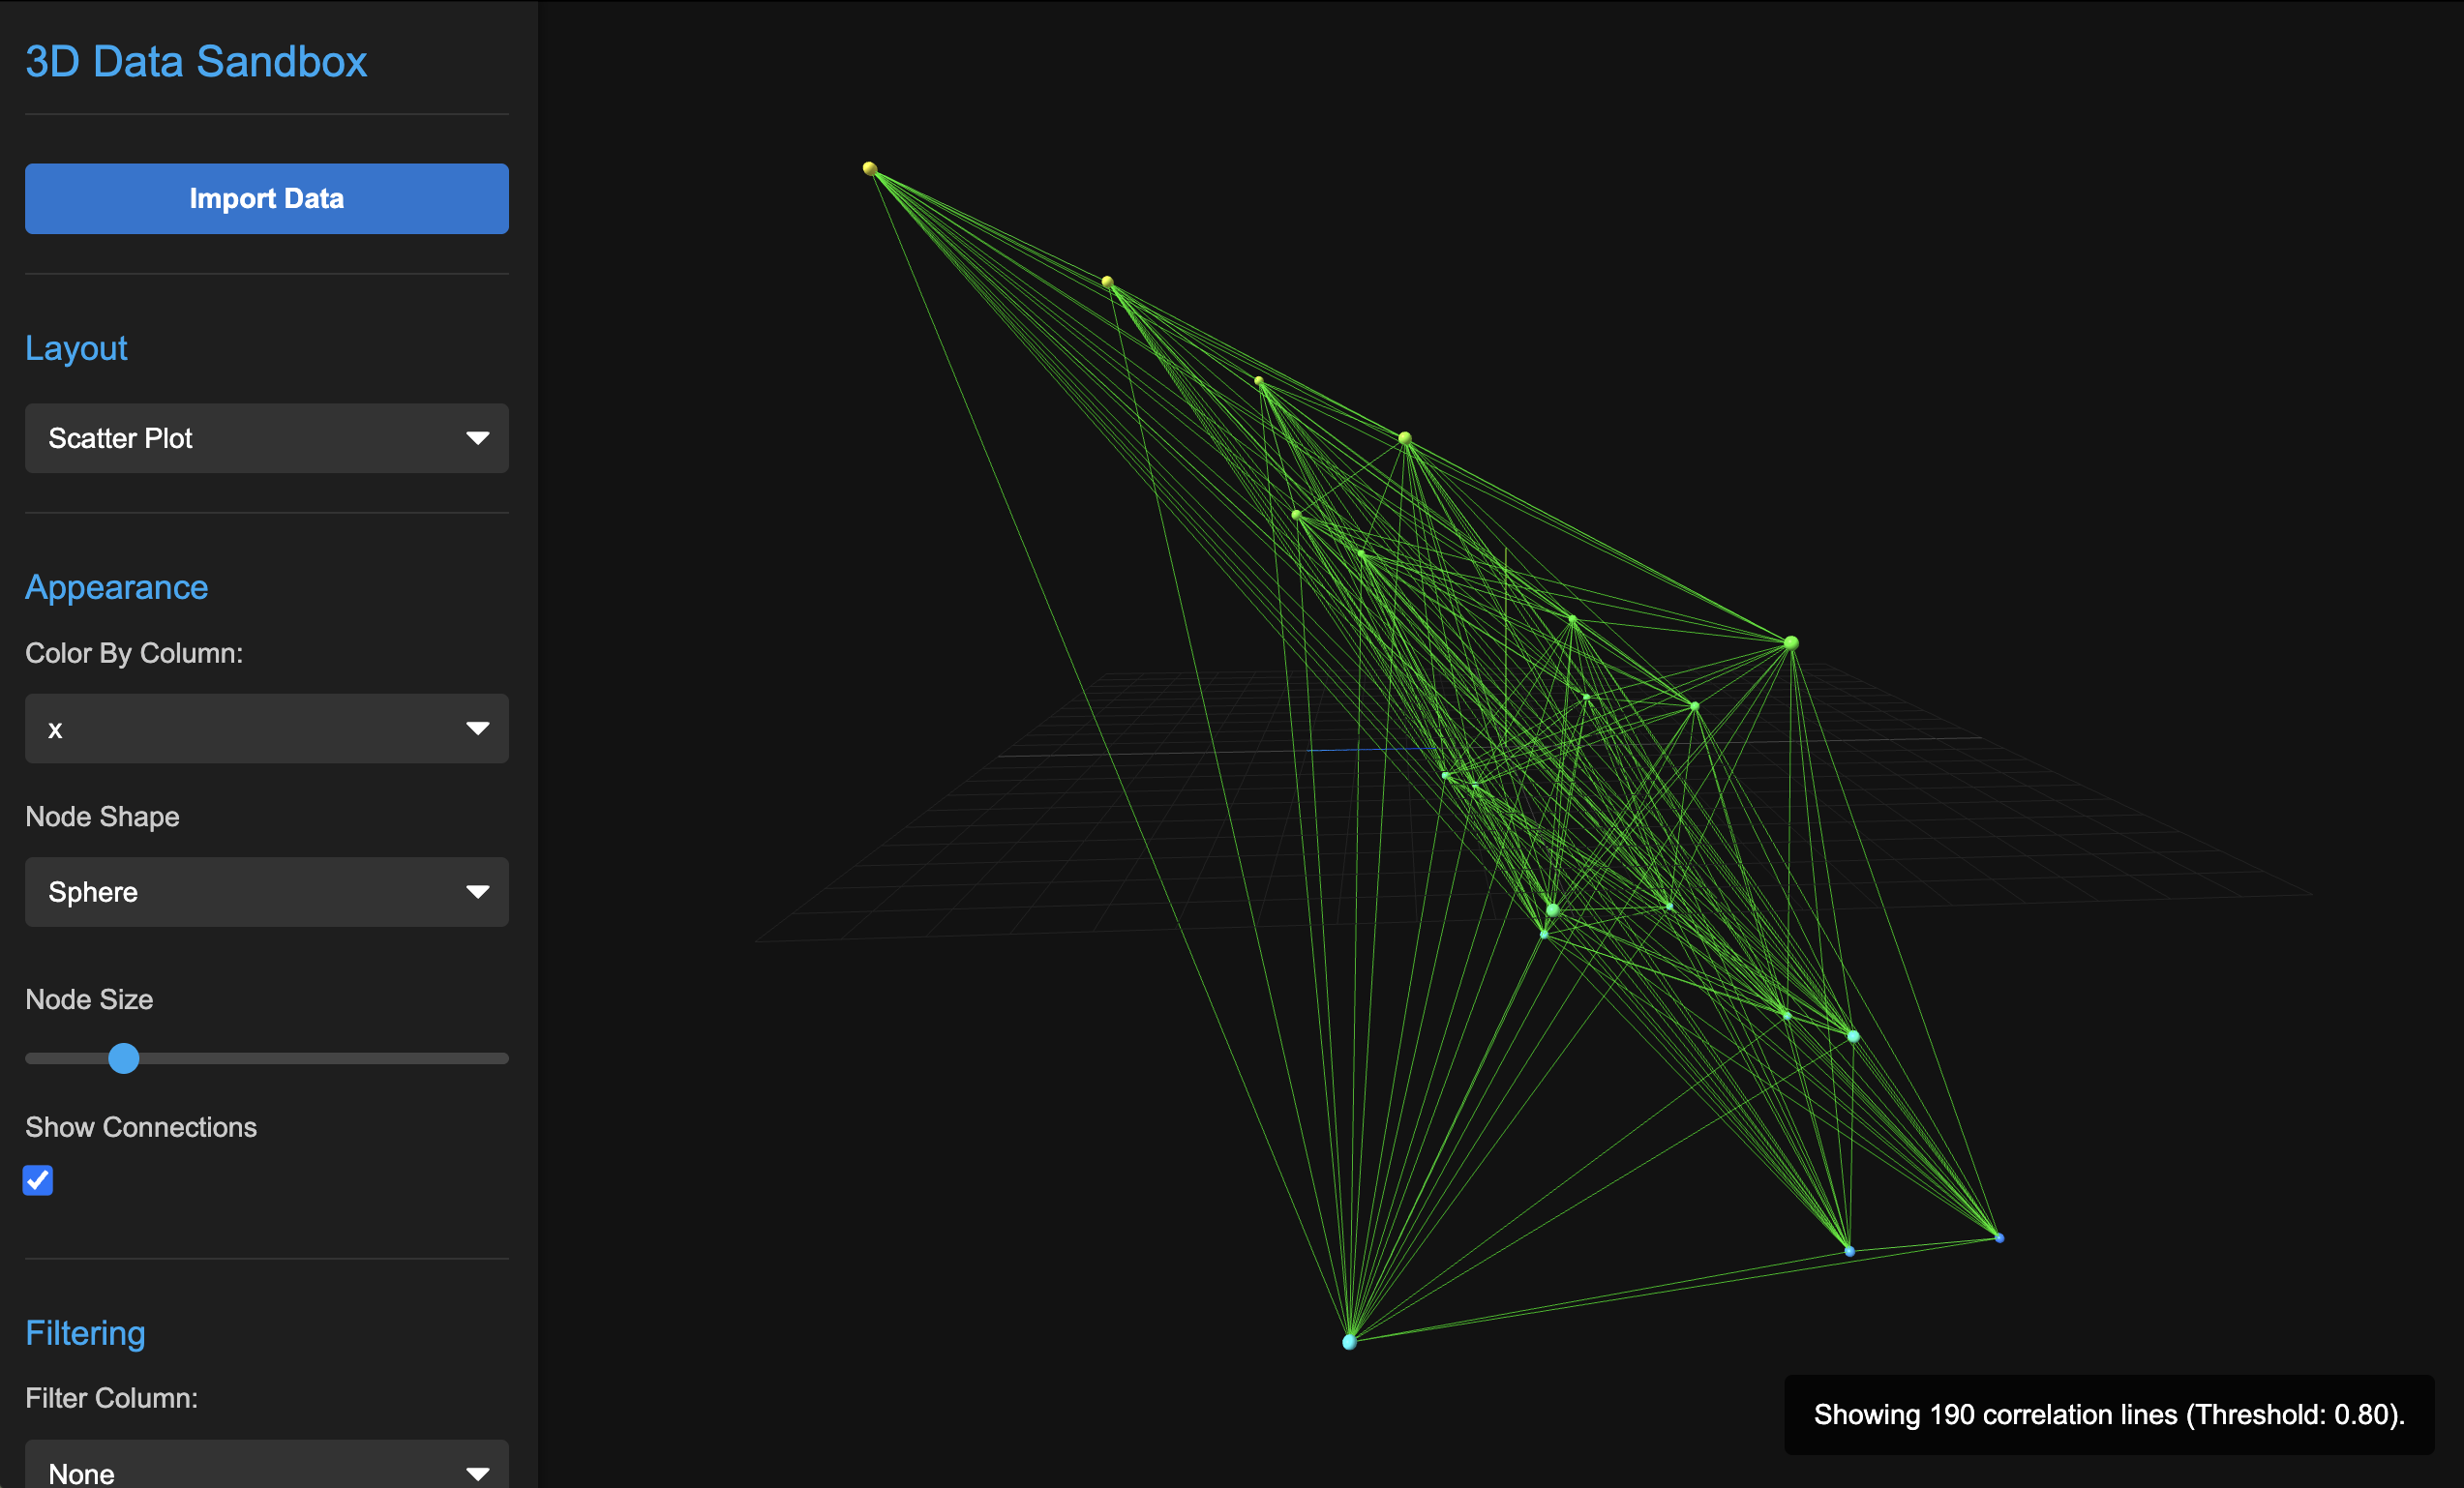 3D Data Sandbox
Import Data
Layout
Scatter Plot
Appearance
Color By Column:
x
Node Shape
Sphere
Node Size
Show Connections
Filtering
Filter Column:
None
Showing 190 correlation lines (Threshold: 0.80).